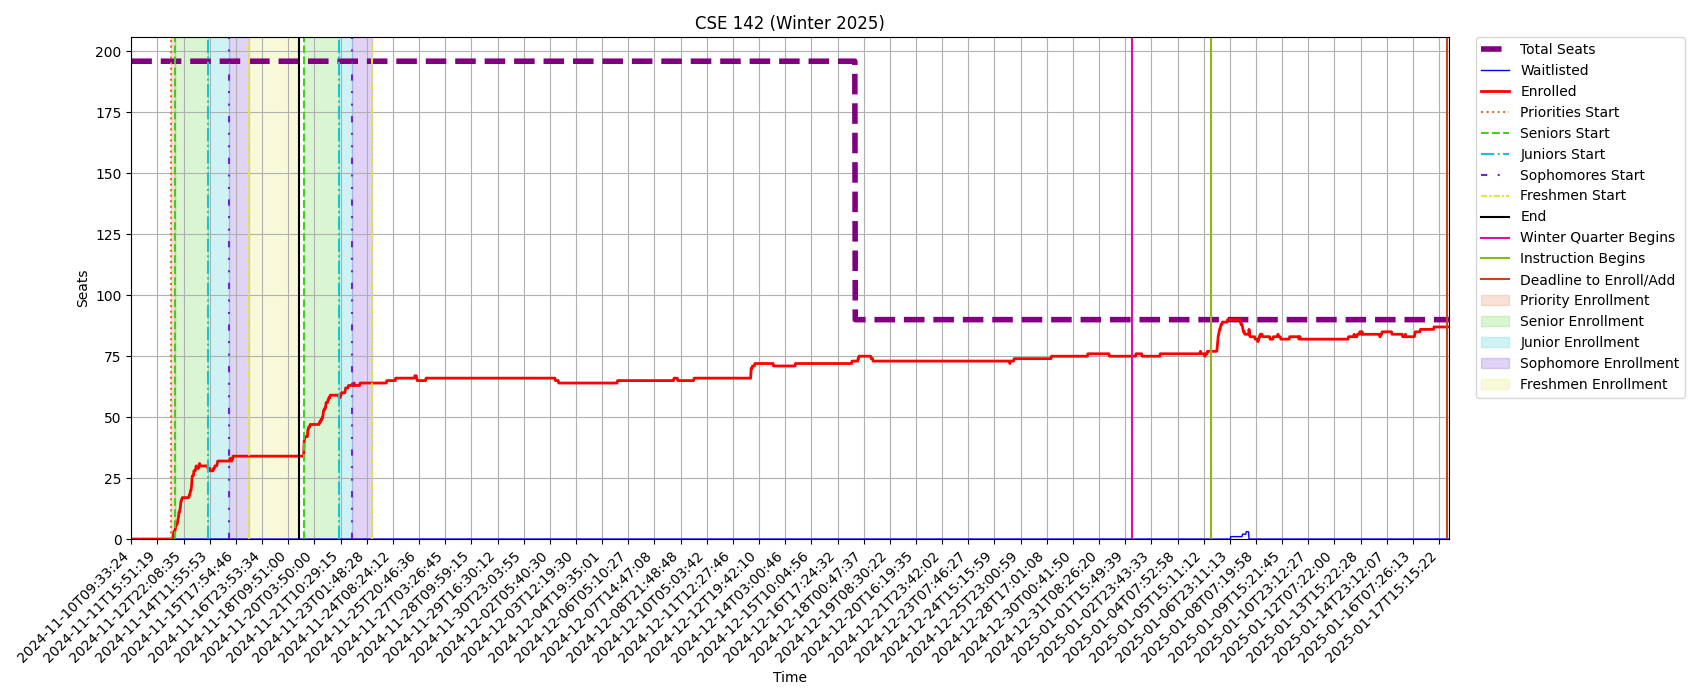 CSE 142 (Winter 2025)
200
175
150
125
100
75
50
25
0
Seats
2024-11-10T09:33:24
2024-11-11T15:51:19
2024-11-12T22:08:35
2024-11-14T11:55:53
2024-11-15T17:54:46
2024-11-16T23:53:34
2024-11-18T09:51:00
2024-11-20T03:50:00
2024-11-21T10:29:15
2024-11-23T01:48:28
2024-11-24T08:24:12
2024-11-25T20:46:36
2024-11-27T03:26:45
2024-11-28T09:59:15
2024-11-29T16:30:12
2024-11-30T23:03:55
2024-12-02T05:40:30
2024-12-03T12:19:30
2024-12-04T19:35:01
2024-12-06T05:10:27
2024-12-07T14:47:08
2024-12-08T21:48:48
2024-12-10T05:03:42
2024-12-11T12:27:46
2024-12-12T19:42:10
2024-12-14T03:00:46
2024-12-15T10:04:56
2024-12-16T17:24:32
2024-12-18T00:47:37
2024-12-19T08:30:22
2024-12-20T16:19:35
2024-12-21T23:42:02
2024-12-23T07:46:27
2024-12-24T15:15:59
2024-12-25T23:00:59
2024-12-28T17:01:08
2024-12-30T00:41:50
2024-12-31T08:26:20
2025-01-01T15:49:39
2025-01-02T23:43:33
2025-01-04T07:52:58
2025-01-05T15:11:12
2025-01-06T23:11:13
2025-01-08T07:19:58
2025-01-09T15:21:45
2025-01-10T23:12:27
2025-01-12T07:22:00
2025-01-13T15:22:28
2025-01-14T23:12:07
2025-01-16T07:26:13
2025-01-17T15:15:22
Time
Total Seats
Waitlisted
Enrolled
Priorities Start
Seniors Start
Juniors Start
Sophomores Start
Freshmen Start
End
Winter Quarter Begins
Instruction Begins
Deadline to Enroll/Add
Priority Enrollment
Senior Enrollment
Junior Enrollment
Sophomore Enrollment
Freshmen Enrollment